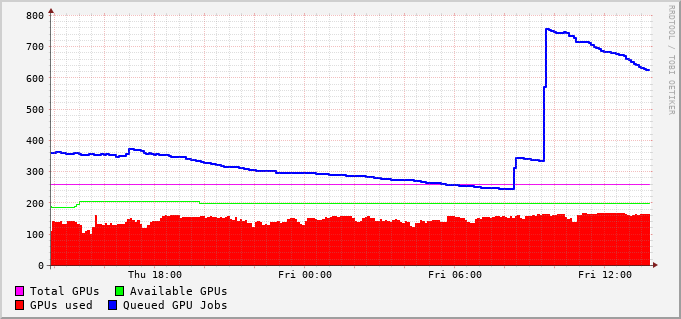 800
700
600
500
400
300
200
100
0
Thu 18:00 Fri 00:00 Fri 06:00 Fri 12:00
Total GPUs Available GPUs
GPUs used Queued GPU Jobs
RRDTOOL / TOBI OETIKER